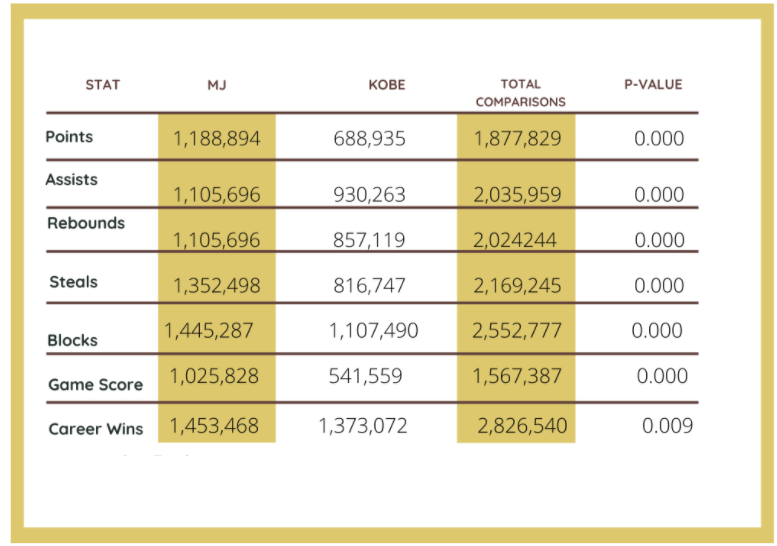 STAT MJ KOBE TOTAL COMPARISONS P-VALUE
Points 1,188,894 688,935 1,877,829 0.000
Assists 1,105,696 930,263 2,035,959 0.000
Rebounds 1,105,696 857,119 2,024244 0.000
Steals 1,352,498 816,747 2,169,245 0.000
Blocks 1,445,287 1,107,490 2,552,777 0.000
Game Score 1,025,828 541,559 1,567,387 0.000
Career Wins 1,453,468 1,373,072 2,826,540 0.009